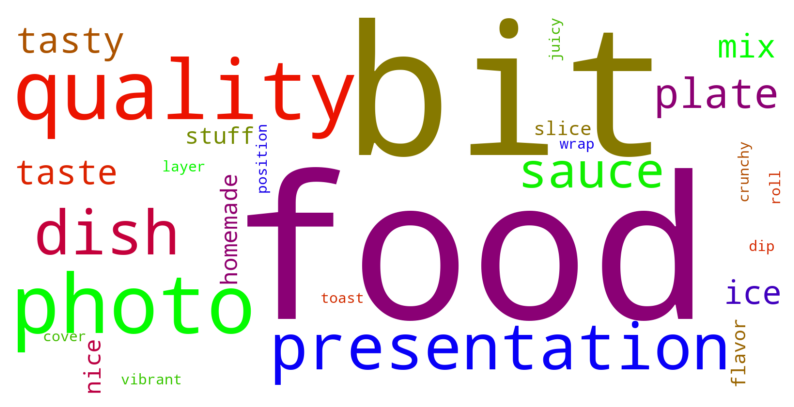 tasty
quality
bit
juicy
mix
plate
stuff
slice
wrap
taste
layer
position
sauce
crunchy
roll
homemade
dish
food
dip
photo
toast
ice
cover
nice
presentation
flavor
vibrant